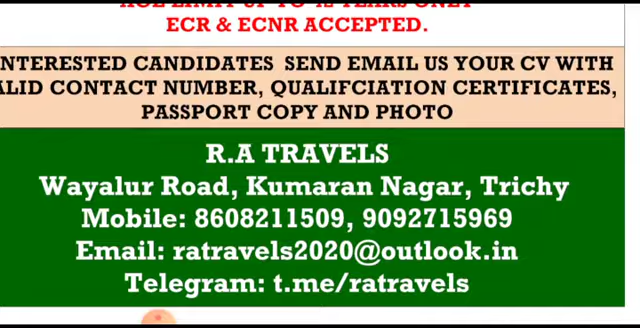 ECR & ECNR ACCEPTED.
NTERESTED CANDIDATES SEND EMAIL US YOUR CV WITH
ALID CONTACT NUMBER, QUALIFCIATION CERTIFICATES,
PASSPORT COPY AND PHOTO
R.A TRAVELS
Wayalur Road, Kumaran Nagar, Trichy
Mobile: 8608211509, 9092715969
Email: ratravels2020@outlook.in
Telegram: t.me/ratravels